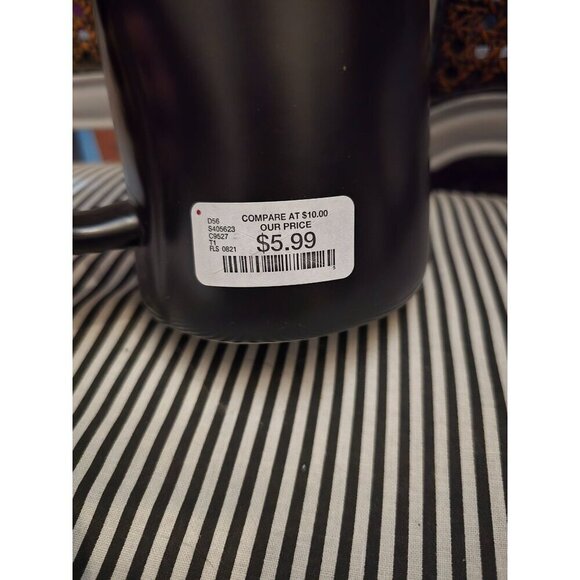 D56
S405623
C9527
T1
FLS 0821
COMPARE AT $10.00
OUR PRICE
$5.99